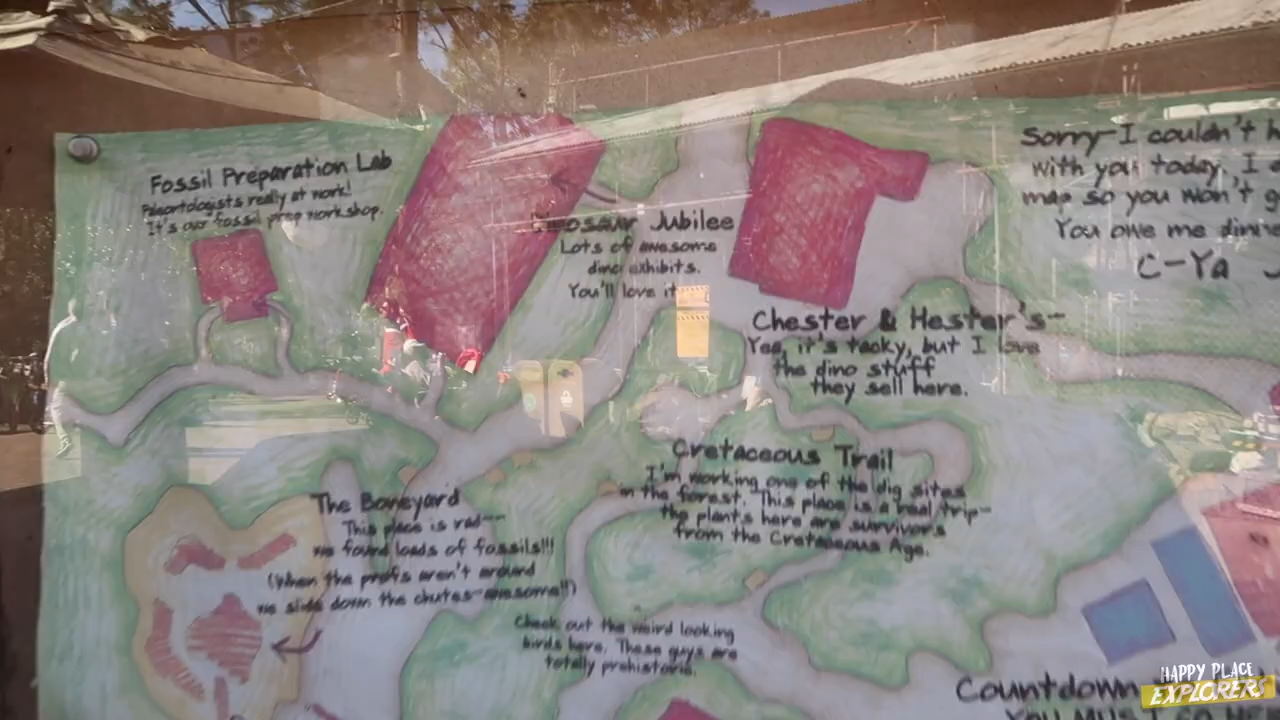 Fossil Preparation Lab
Paleontologists really at work!
It's our fossil prep workshop.
Dinosaur Jubilee
Lots of awesome
dino exhibits.
You'll love it
Sorry I couldn't
with you today, I
map so you won't
You owe me
C-Ya
Chester & Hester's-
Yea, it's tacky, but I love
the dino stuff
they sell here.
Cretaceous Trail
I'm working one of the dig sites
in the forest. This place is a real trip-
the plants here are survivors
from the Cretaceous Age.
The Boneyard
This place is rad--
we found loads of fossils!!!
(When the profs aren't around
we slide down the chutes-awesome!!)
Check out the weird looking
birds here. These guys are
totally prehistoric.
Countdown
YOU MUS
HAPPY PLACE
EXPLORERS